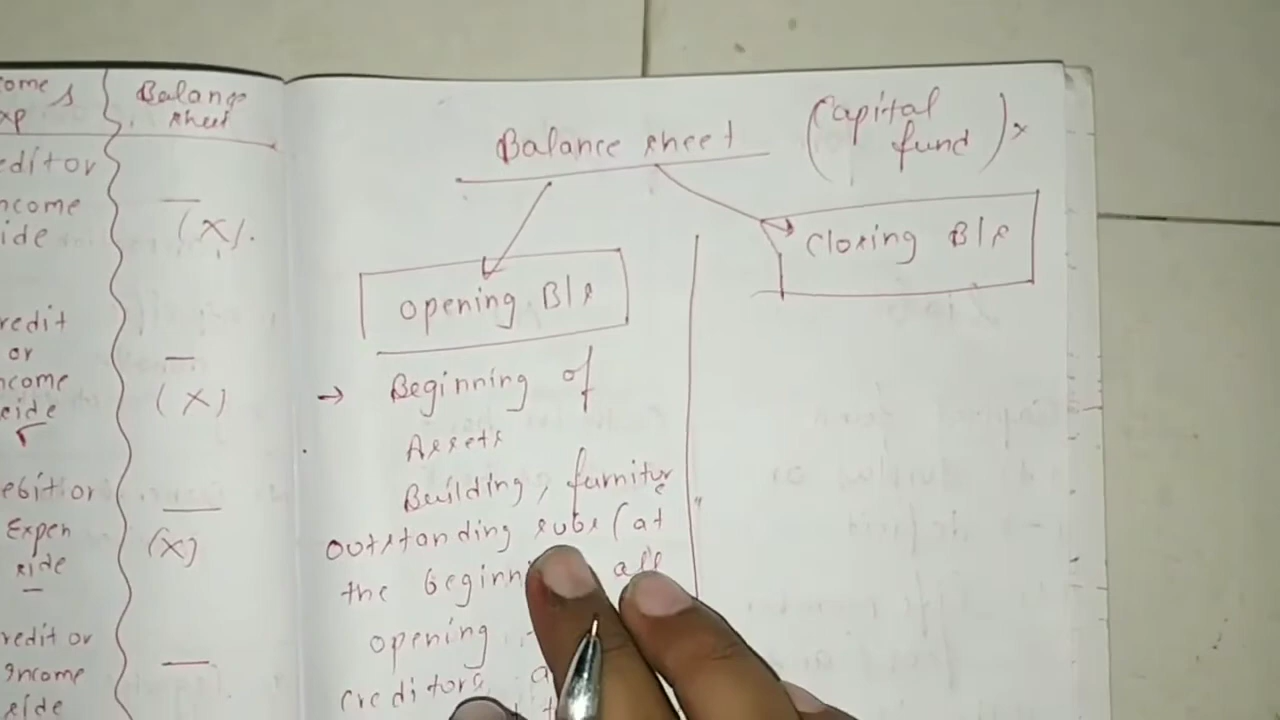 Balance
sheet
editor
ncome
ide
(x).
redit
or
ncome
side
(x)
ebitor
Expen
side
(x)
redit or
Income
side
Balance sheet
(Capital
fund) x
Opening B/s
Closing B/s
→ Beginning of
Assets
Building, furniture
outstanding subs (at
the beginn
opening
creditors